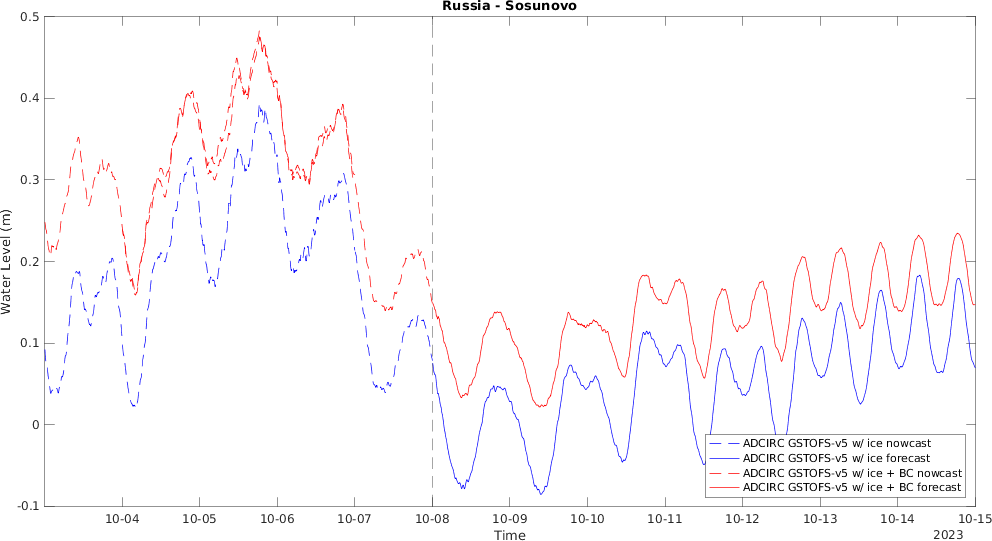 Russia - Sosunovo
Water Level (m)
0.5
0.4
0.3
0.2
0.1
0
-0.1
10-04
10-05
10-06
10-07
10-08
10-09
10-10
10-11
10-12
10-13
10-14
10-15
Time
2023
ADCIRC GSTOFS-v5 w/ ice nowcast
ADCIRC GSTOFS-v5 w/ ice forecast
ADCIRC GSTOFS-v5 w/ ice + BC nowcast
ADCIRC GSTOFS-v5 w/ ice + BC forecast